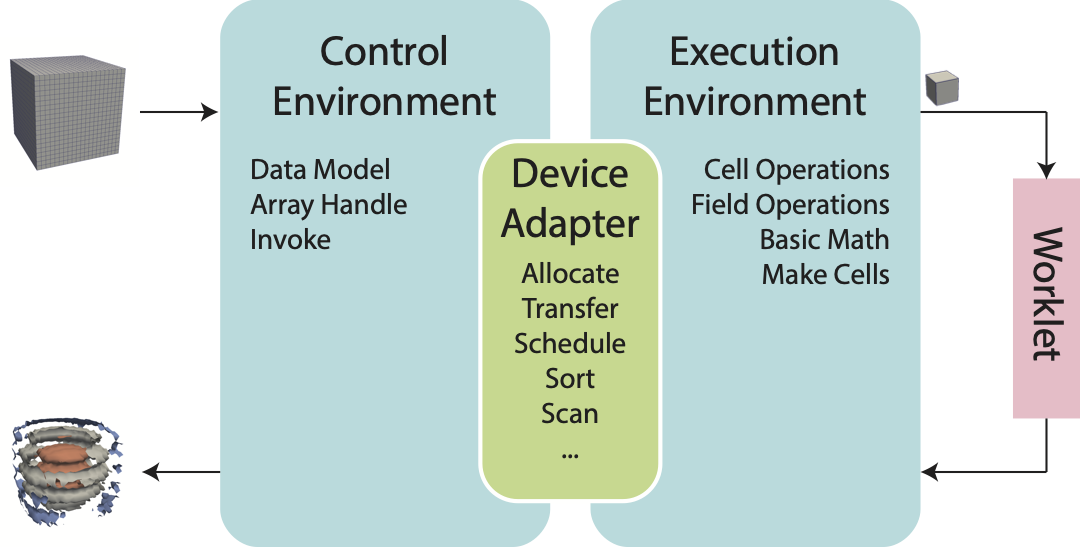 Control
Environment
Data Model
Array Handle
Invoke
Device
Adapter
Allocate
Transfer
Schedule
Sort
Scan
...
Execution
Environment
Cell Operations
Field Operations
Basic Math
Make Cells
Worklet